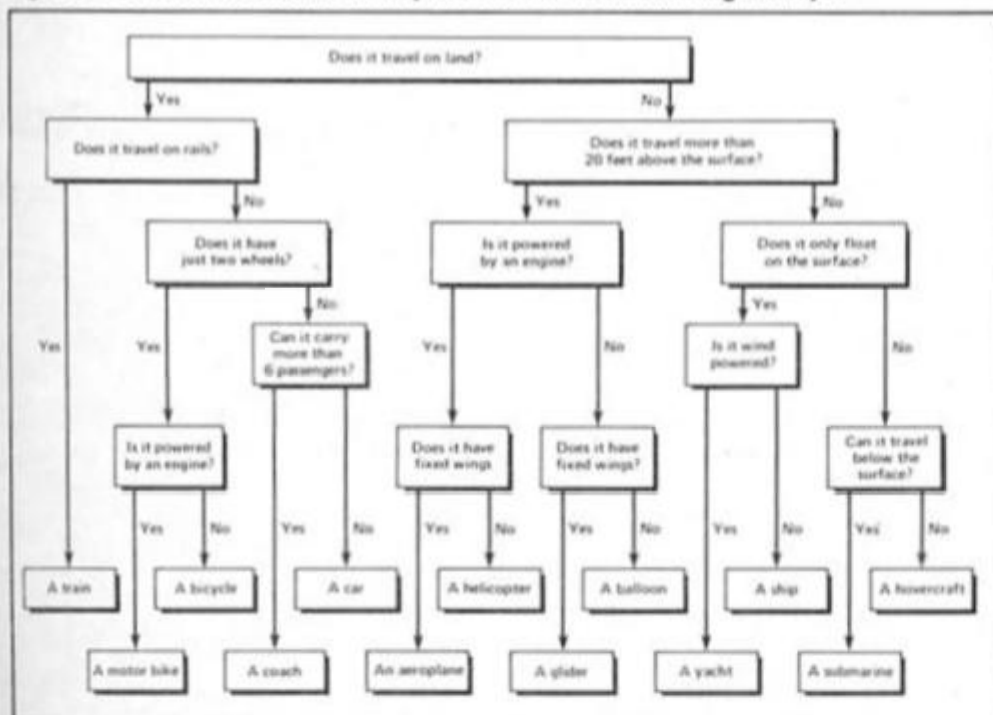 Does it travel on land?
Yes
No
Does it travel on rails?
Does it travel more than
20 feet above the surface?
No
Yes
No
Does it have
just two wheels?
Is it powered
by an engine?
Does it only float
on the surface?
No
Yes
Yes
Yes
Can it carry
more than
6 passengers?
Yes
No
Is it wind
powered?
No
Is it powered
by an engine?
Does it have
fixed wings
Does it have
fixed wings?
Can it travel
below the
surface?
Yes
No
Yes
No
Yes
No
Yes
No
Yes
No
Yes
No
A train
A bicycle
A car
A helicopter
A balloon
A ship
A hovercraft
A motor bike
A coach
An aeroplane
A glider
A yacht
A submarine